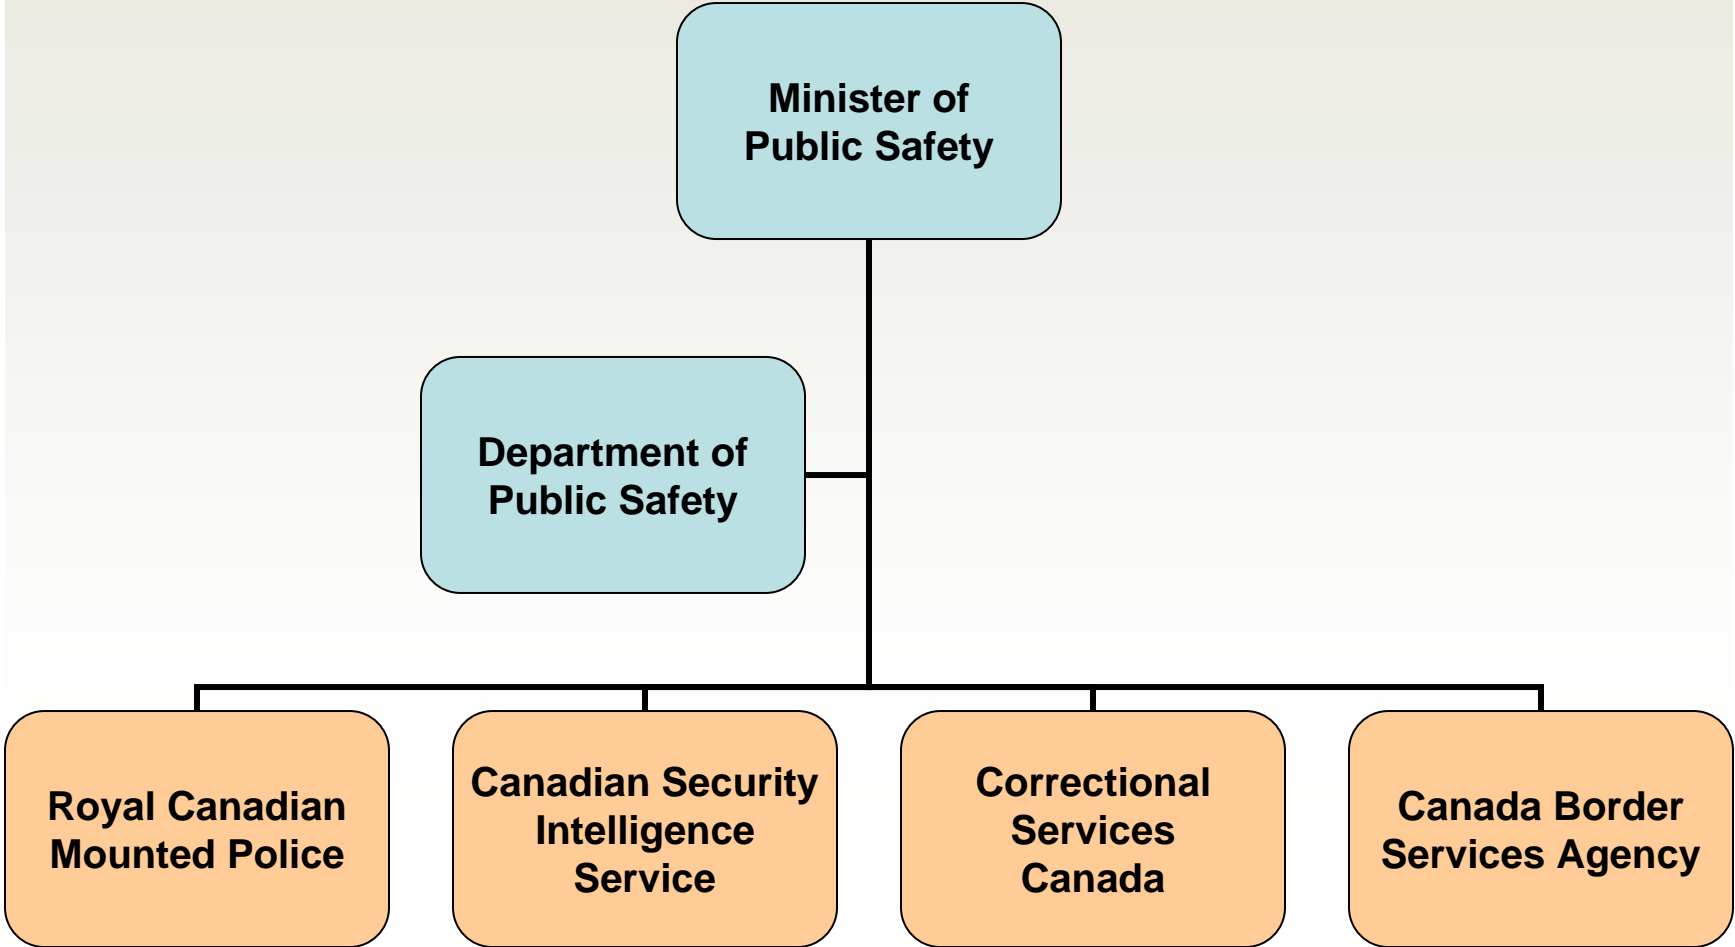 Minister of
Public Safety
Department of
Public Safety
Royal Canadian
Mounted Police
Canadian Security
Intelligence
Service
Correctional
Services
Canada
Canada Border
Services Agency